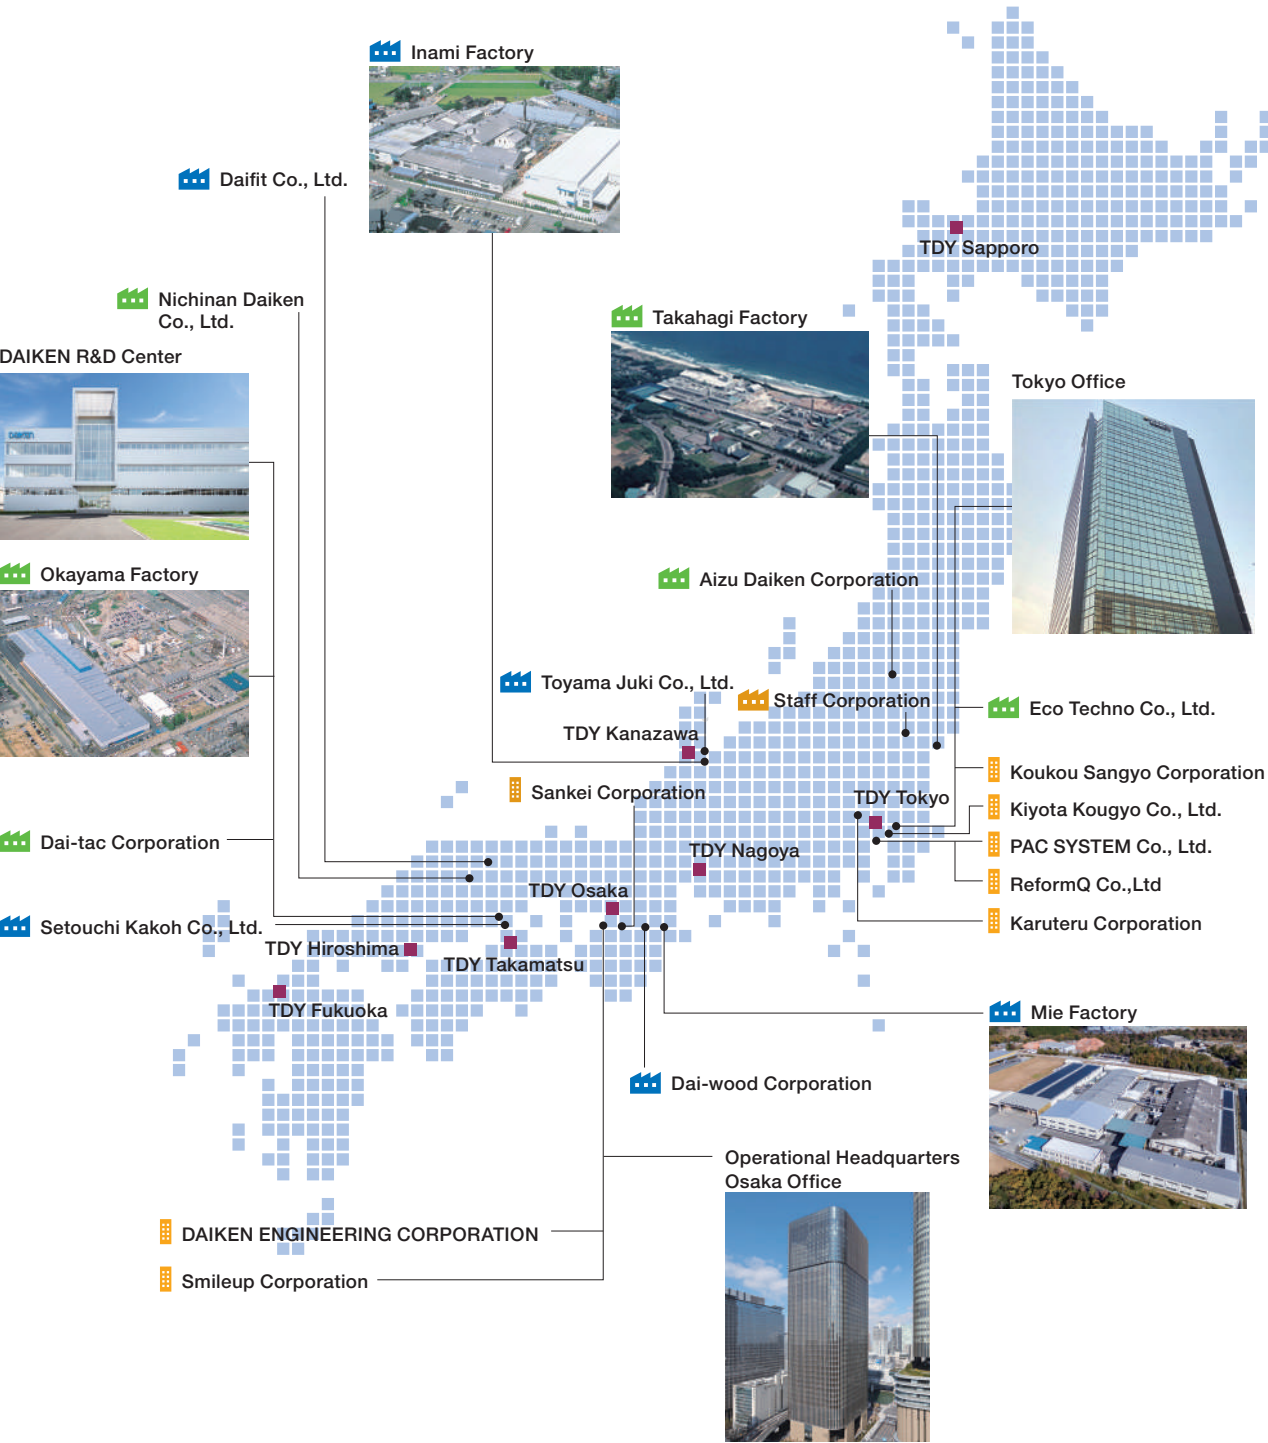 Inami Factory
Daifit Co., Ltd.
TDY Sapporo
Nichinan Daiken
Co., Ltd.
Takahagi Factory
DAIKEN R&D Center
Tokyo Office
DAIKEN
Okayama Factory
Aizu Daiken Corporation
Toyama Juki Co., Ltd.
Staff Corporation
Eco Techno Co., Ltd.
TDY Kanazawa
Koukou Sangyo Corporation
Sankei Corporation
TDY Tokyo
Kiyota Kougyo Co., Ltd.
Dai-tac Corporation
PAC SYSTEM Co., Ltd.
TDY Nagoya
ReformQ Co.,Ltd
TDY Osaka
Karuteru Corporation
Setouchi Kakoh Co., Ltd.
TDY Hiroshima
TDY Takamatsu
TDY Fukuoka
Mie Factory
Dai-wood Corporation
Operational Headquarters
Osaka Office
DAIKEN ENGINEERING CORPORATION
Smileup Corporation